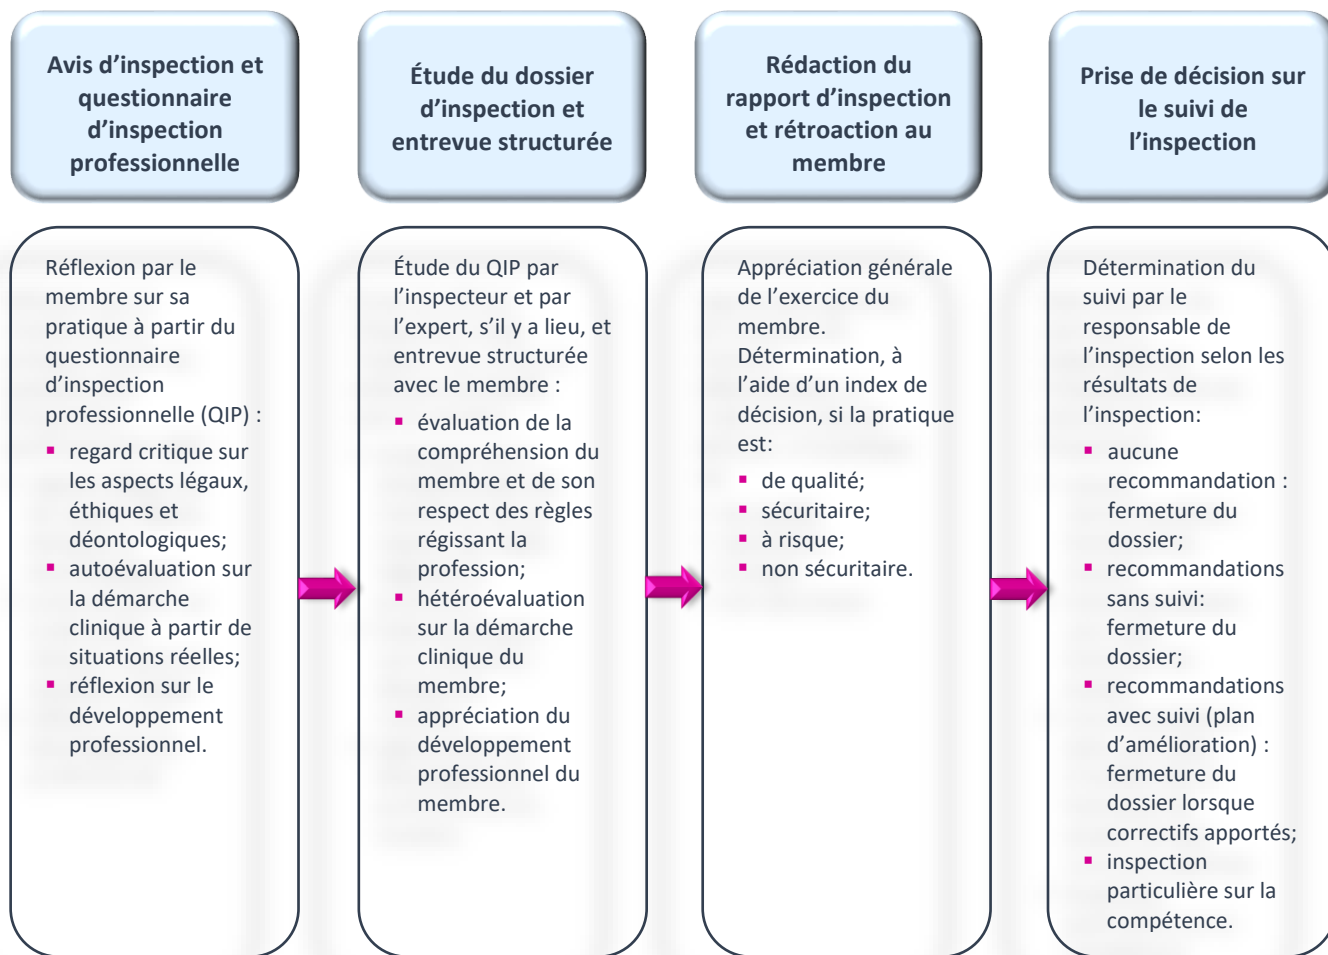 Avis d’inspection et
questionnaire
d’inspection
professionnelle
Réflexion par le
membre sur sa
pratique à partir du
questionnaire
d’inspection
professionnelle (QIP) :
▪ regard critique sur
les aspects légaux,
éthiques et
déontologiques;
▪ autoévaluation sur
la démarche
clinique à partir de
situations réelles;
▪ réflexion sur le
développement
professionnel.
Étude du dossier
d’inspection et
entrevue structurée
Étude du QIP par
l’inspecteur et par
l’expert, s’il y a lieu, et
entrevue structurée
avec le membre :
▪ évaluation de la
compréhension du
membre et de son
respect des règles
régissant la
profession;
▪ hétéroévaluation
sur la démarche
clinique du
membre;
▪ appréciation du
développement
professionnel du
membre.
Rédaction du
rapport d’inspection
et rétroaction au
membre
Appréciation générale
de l’exercice du
membre.
Détermination, à
l’aide d’un index de
décision, si la pratique
est:
▪ de qualité;
▪ sécuritaire;
▪ à risque;
▪ non sécuritaire.
Prise de décision sur
le suivi de
l’inspection
Détermination du
suivi par le
responsable de
l’inspection selon les
résultats de
l’inspection:
▪ aucune
recommandation :
fermeture du
dossier;
▪ recommandations
sans suivi:
fermeture du
dossier;
▪ recommandations
avec suivi (plan
d’amélioration) :
fermeture du
dossier lorsque
correctifs apportés;
▪ inspection
particulière sur la
compétence.